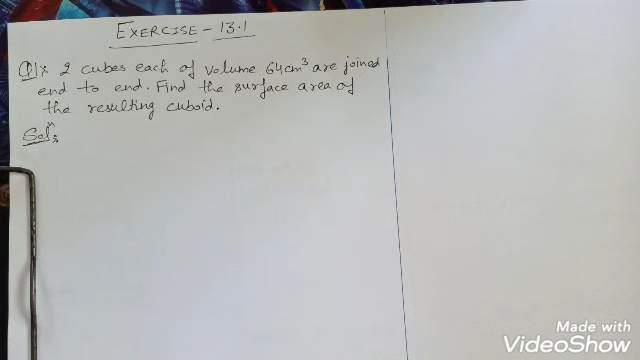 EXERCISE - 13.1
Q1x 2 cubes each of volume 64cm³ are joined
end to end. Find the surface area of
the resulting cuboid.
Solⁿ:
Made with
VideoShow